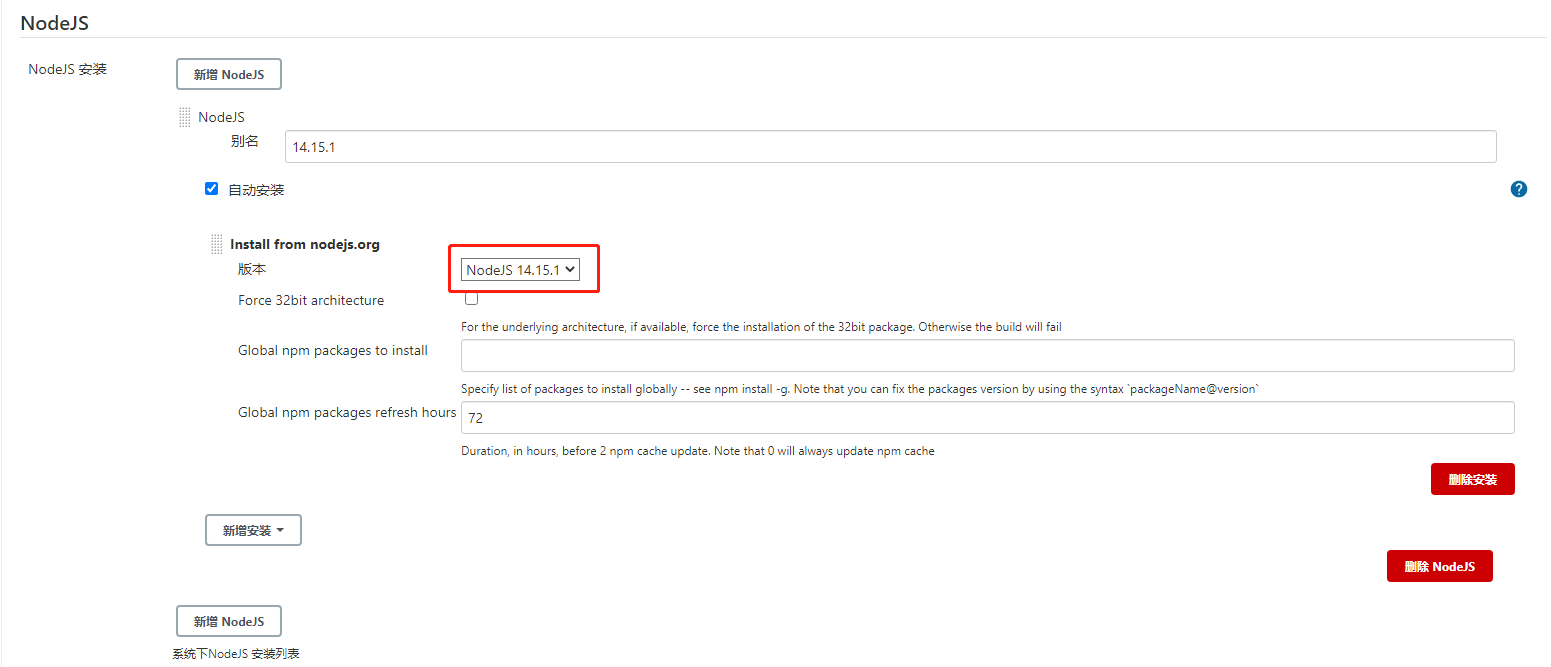 NodeJS
NodeJS 安装
新增 NodeJS
NodeJS
别名
14.15.1
自动安装
?
Install from nodejs.org
版本
NodeJS 14.15.1
Force 32bit architecture
For the underlying architecture, if available, force the installation of the 32bit package. Otherwise the build will fail
Global npm packages to install
Specify list of packages to install globally -- see npm install -g. Note that you can fix the packages version by using the syntax `packageName@version`
Global npm packages refresh hours
72
Duration, in hours, before 2 npm cache update. Note that 0 will always update npm cache
删除安装
新增安装
删除 NodeJS
新增 NodeJS
系统下NodeJS 安装列表